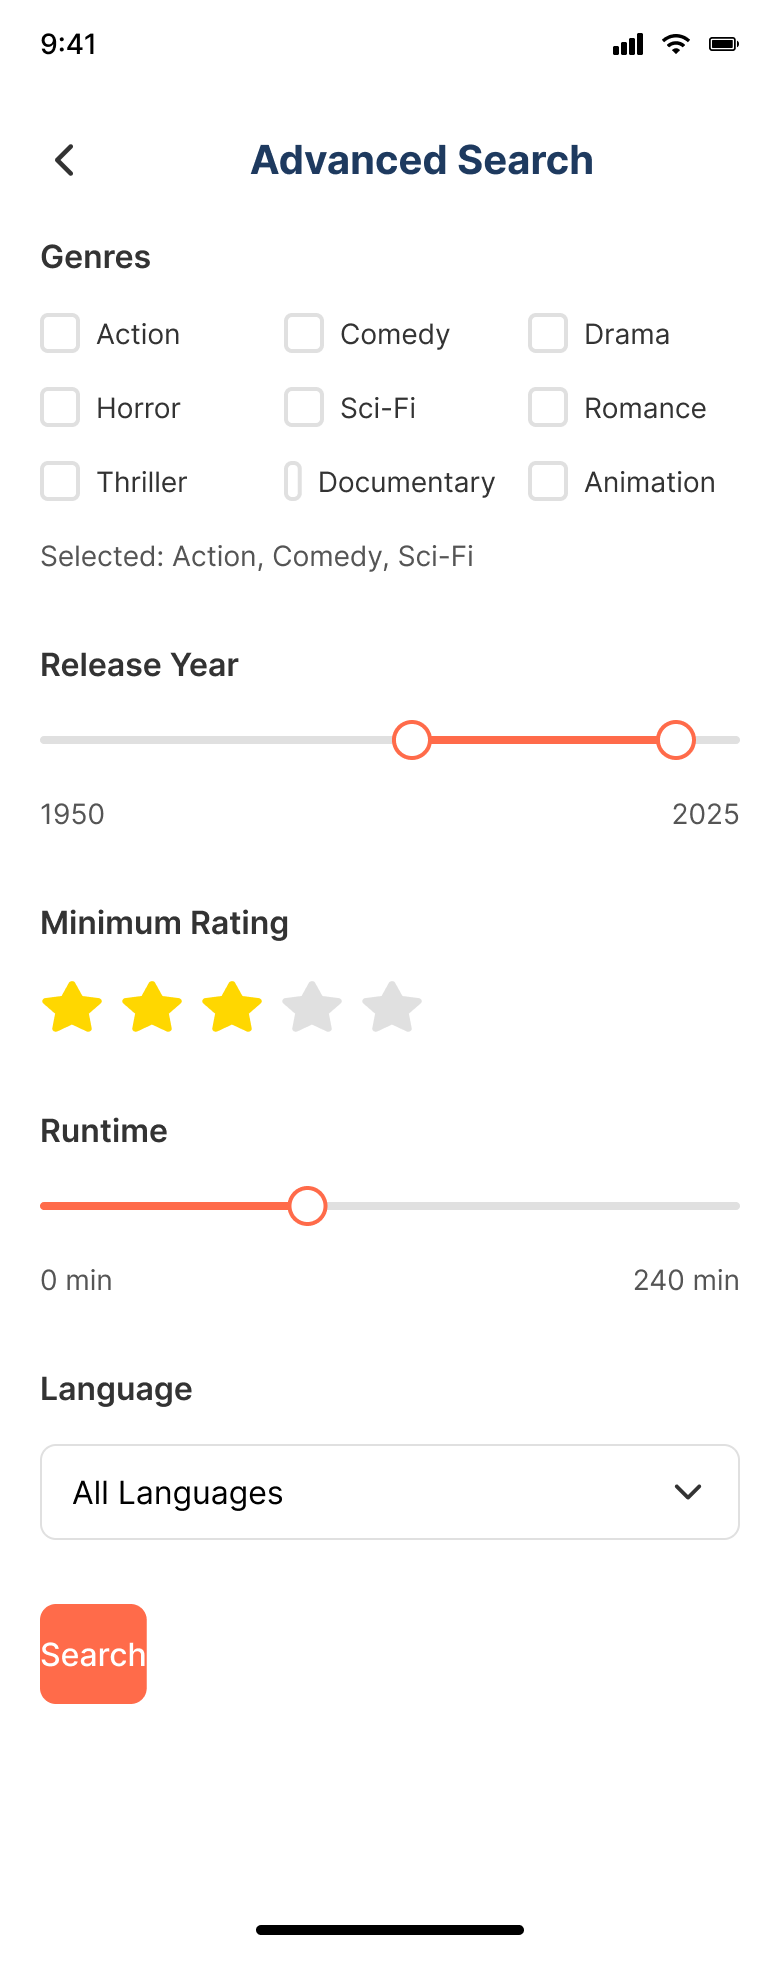 9:41
Advanced Search
Genres
Action Comedy Drama
Horror Sci-Fi Romance
Thriller Documentary Animation
Selected: Action, Comedy, Sci-Fi
Release Year
1950 2025
Minimum Rating
Runtime
0 min 240 min
Language
All Languages
Search